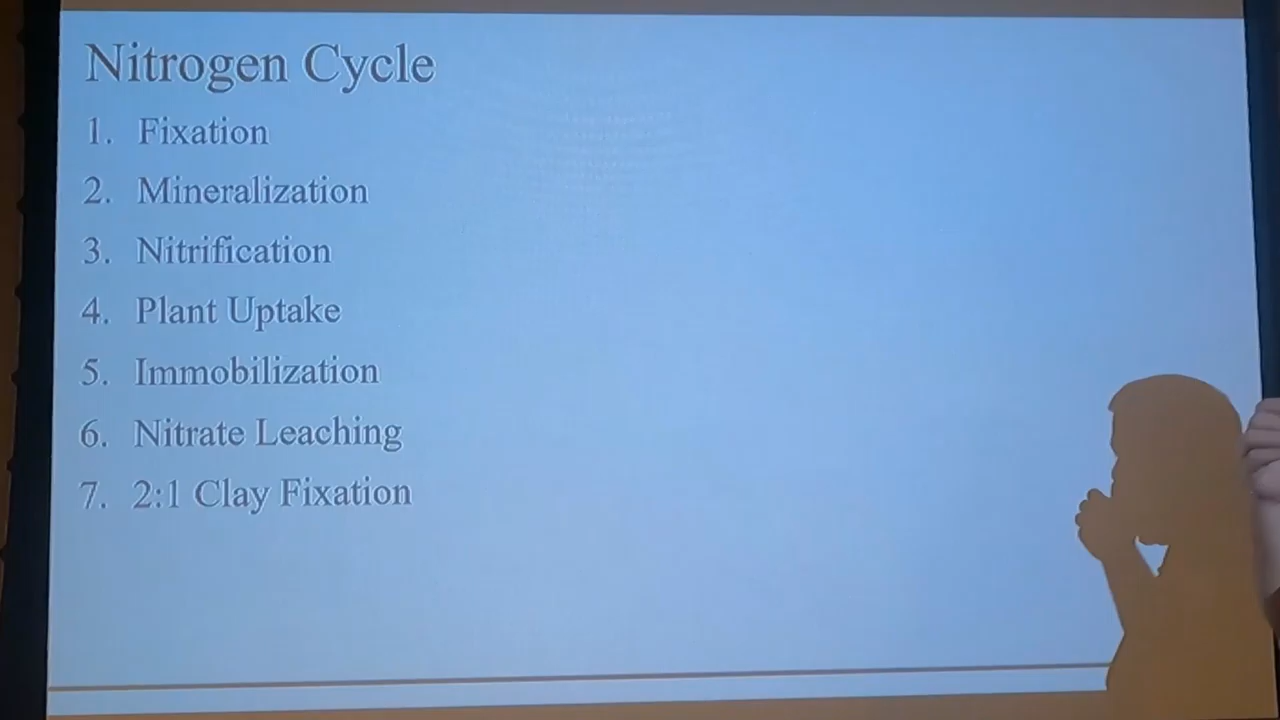 Nitrogen Cycle
1. Fixation
2. Mineralization
3. Nitrification
4. Plant Uptake
5. Immobilization
6. Nitrate Leaching
7. 2:1 Clay Fixation